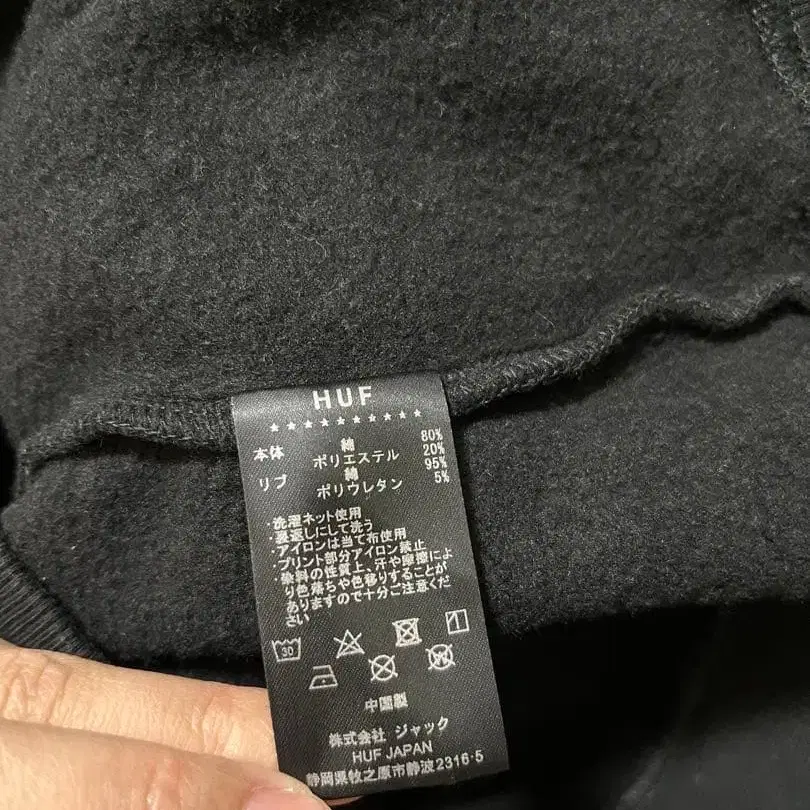 HUF
★★★★★★★★★★
本体 綿 80%
ポリエステル 20%
リブ 綿 95%
ポリウレタン 5%
・洗濯ネット使用
・裏返しにして洗う
・アイロンは当て布使用
・プリント部分アイロン禁止
・染料の性質上、汗や摩擦によ
り色落ちや色移りすることが
ありますので十分ご注意くだ
さい
30
中国製
株式会社 ジャック
HUF JAPAN
静岡県牧之原市静波2316-5